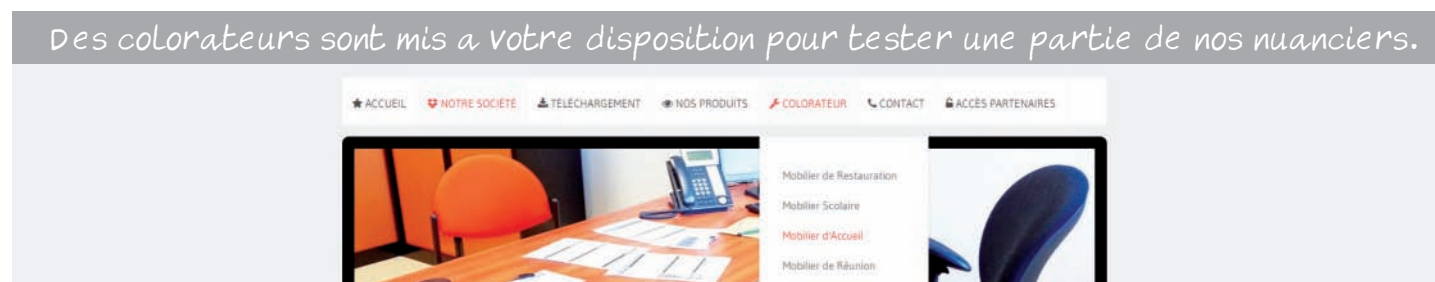 Des colorateurs sont mis a votre disposition pour tester une partie de nos nuanciers.
ACCUEIL NOTRE SOCIÉTÉ TÉLÉCHARGEMENT NOS PRODUITS COLORATEUR CONTACT ACCÈS PARTENAIRES
Mobilier de Restauration
Mobilier Scolaire
Mobilier d'Accueil
Mobilier de Réunion